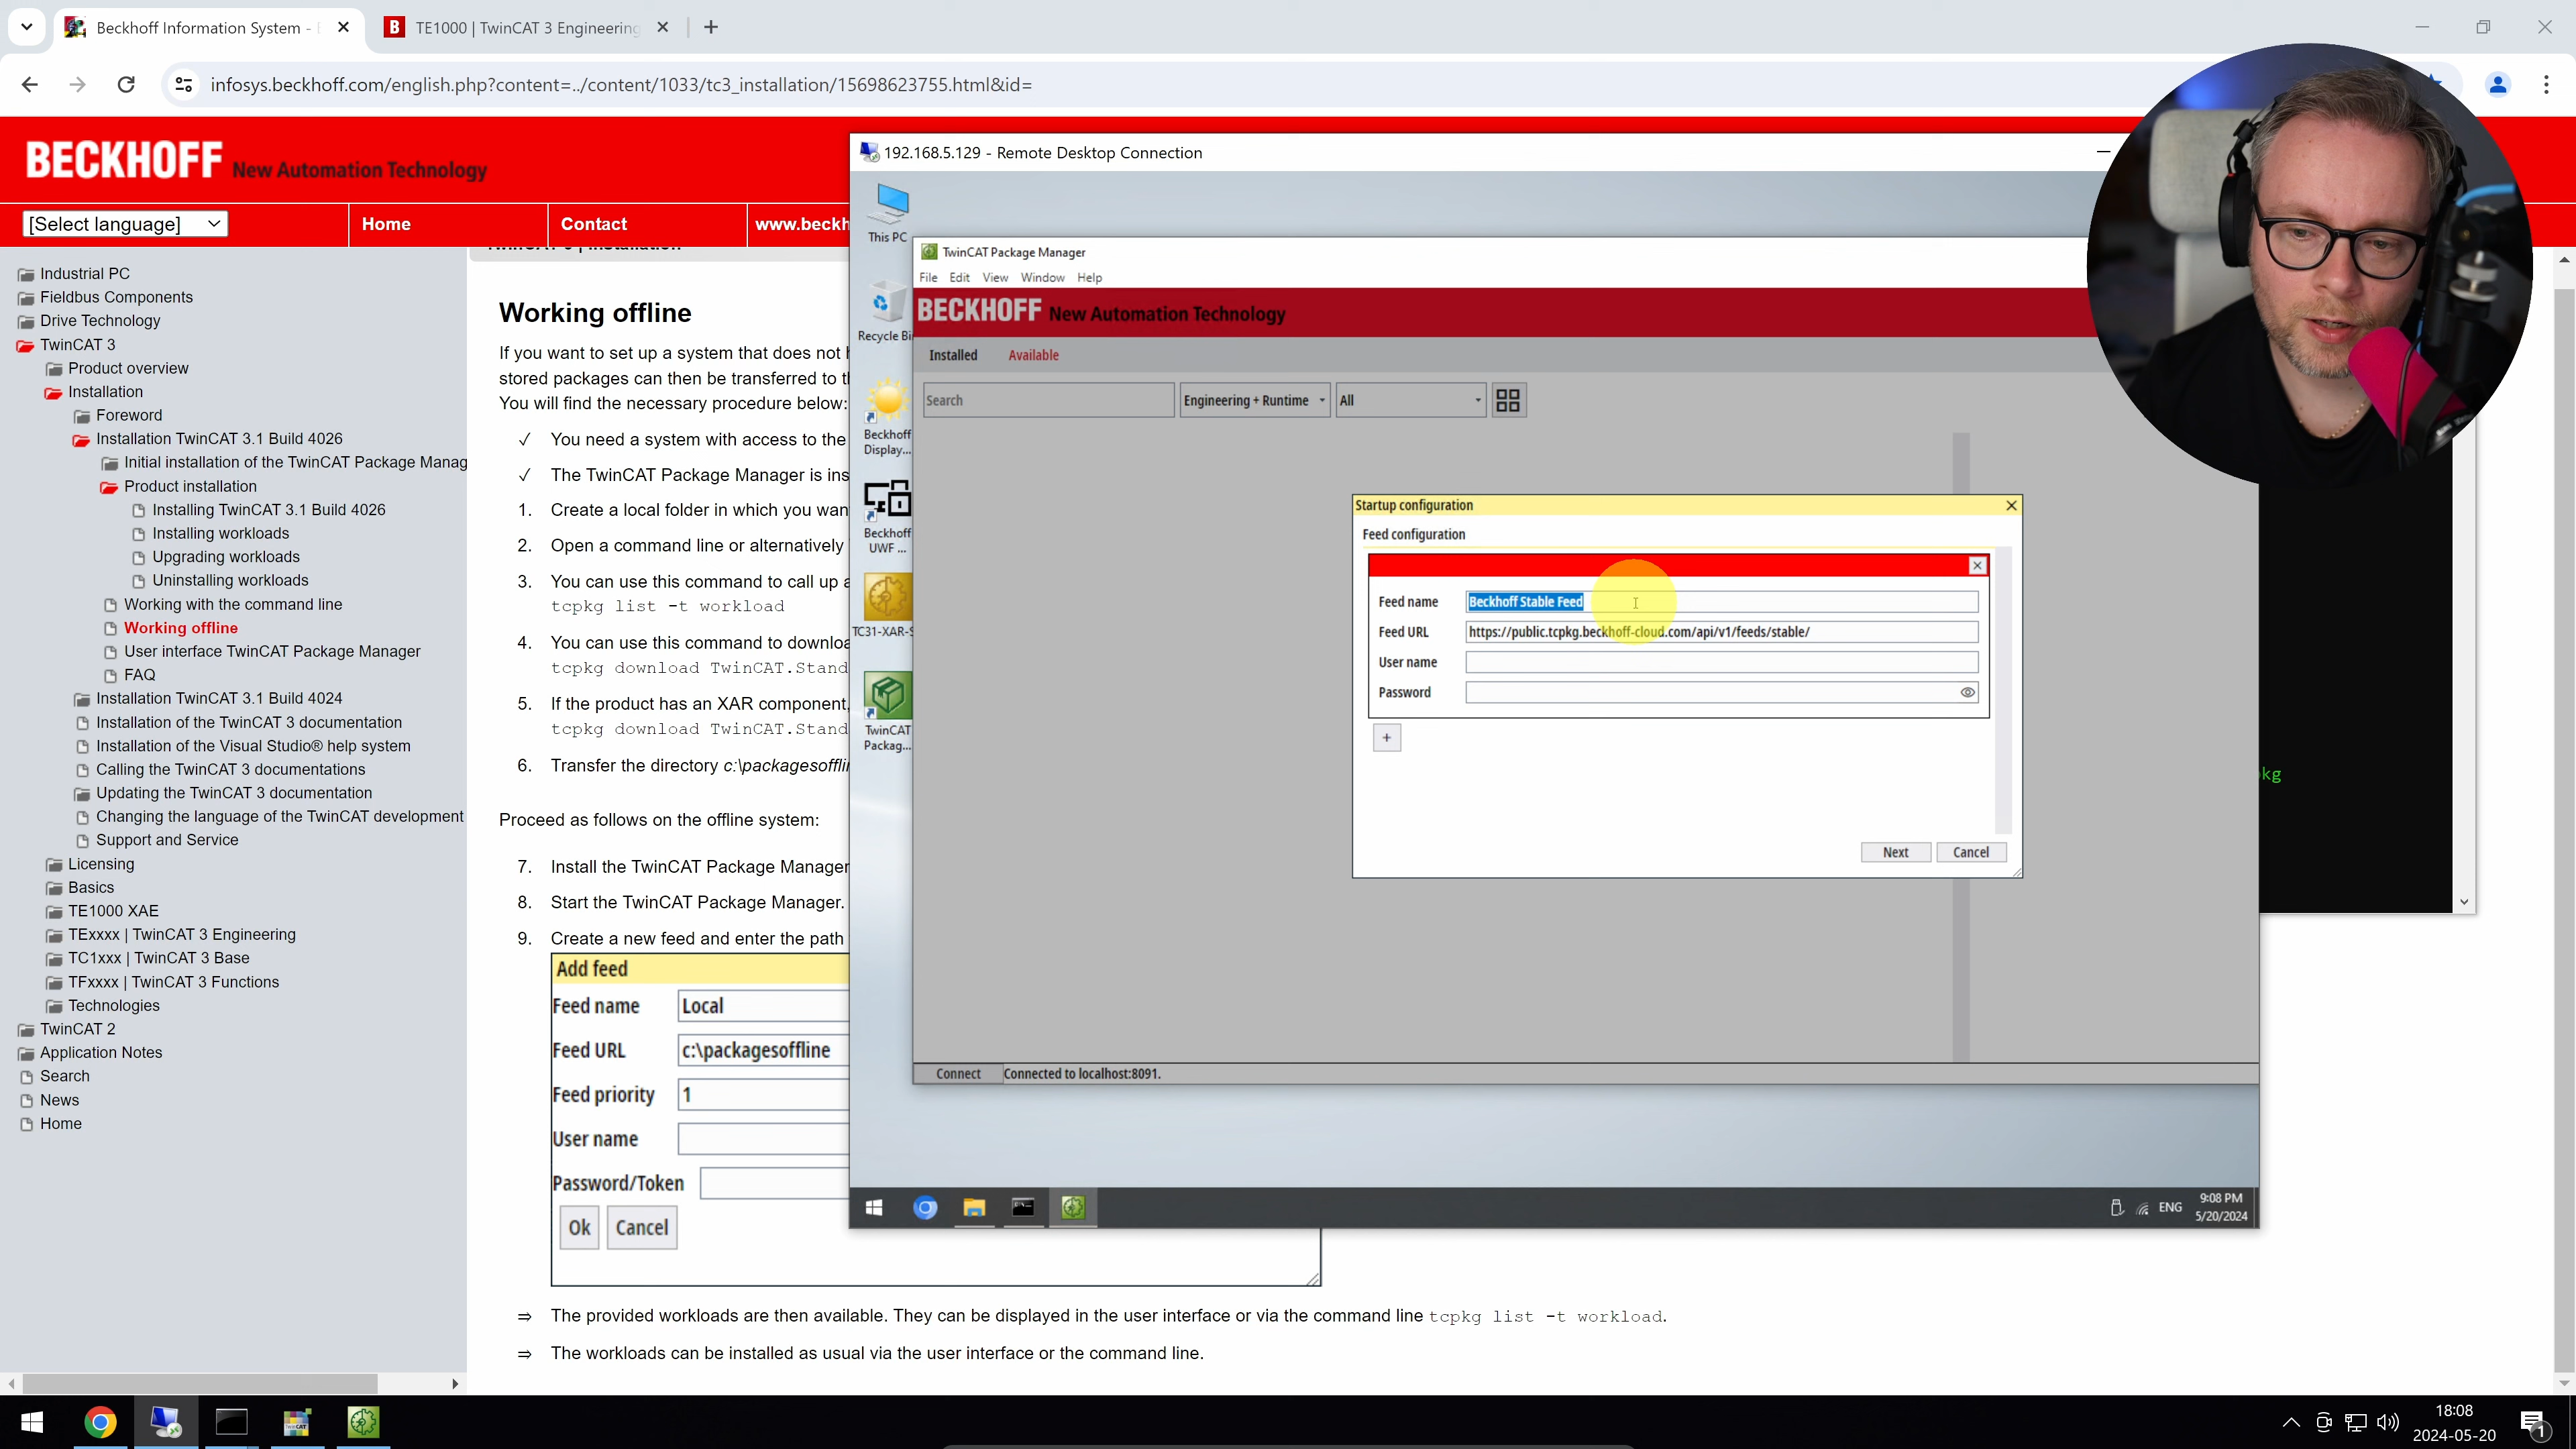 Beckhoff Information System -
TE1000 | TwinCAT 3 Engineering
infosys.beckhoff.com/english.php?content=../content/1033/tc3_installation/15698623755.html&id=
BECKHOFF New Automation Technology
[Select language]
Home
Contact
www.beckh
Industrial PC
Fieldbus Components
Drive Technology
TwinCAT 3
Product overview
Installation
Foreword
Installation TwinCAT 3.1 Build 4026
Initial installation of the TwinCAT Package Manag
Product installation
Installing TwinCAT 3.1 Build 4026
Installing workloads
Upgrading workloads
Uninstalling workloads
Working with the command line
Working offline
User interface TwinCAT Package Manager
FAQ
Installation TwinCAT 3.1 Build 4024
Installation of the TwinCAT 3 documentation
Installation of the Visual Studio® help system
Calling the TwinCAT 3 documentations
Updating the TwinCAT 3 documentation
Changing the language of the TwinCAT development
Support and Service
Licensing
Basics
TE1000 XAE
TExxxx | TwinCAT 3 Engineering
TC1xxx | TwinCAT 3 Base
TFxxxx | TwinCAT 3 Functions
Technologies
TwinCAT 2
Application Notes
Search
News
Home
Working offline
If you want to set up a system that does not h
stored packages can then be transferred to th
You will find the necessary procedure below:
✓ You need a system with access to the
✓ The TwinCAT Package Manager is ins
1. Create a local folder in which you wan
2. Open a command line or alternatively
3. You can use this command to call up a
tcpkg list -t workload
4. You can use this command to downloa
tcpkg download TwinCAT.Stand
5. If the product has an XAR component,
tcpkg download TwinCAT.Stand
6. Transfer the directory c:\packagesofflin
Proceed as follows on the offline system:
7. Install the TwinCAT Package Manager
8. Start the TwinCAT Package Manager.
9. Create a new feed and enter the path
Add feed
Feed name Local
Feed URL c:\packagesoffline
Feed priority 1
User name
Password/Token
Ok Cancel
⇒ The provided workloads are then available. They can be displayed in the user interface or via the command line tcpkg list -t workload.
⇒ The workloads can be installed as usual via the user interface or the command line.
192.168.5.129 - Remote Desktop Connection
This PC
Recycle Bi
Beckhoff
Display...
Beckhoff
UWF ...
TC31-XAR-S
TwinCAT
Packag...
TwinCAT Package Manager
File Edit View Window Help
BECKHOFF New Automation Technology
Installed Available
Search
Engineering + Runtime
All
Startup configuration
Feed configuration
Feed name Beckhoff Stable Feed
Feed URL https://public.tcpkg.beckhoff-cloud.com/api/v1/feeds/stable/
User name
Password
+
Next Cancel
Connect Connected to localhost:8091.
ENG
9:08 PM
5/20/2024
kg
18:08
2024-05-20
1